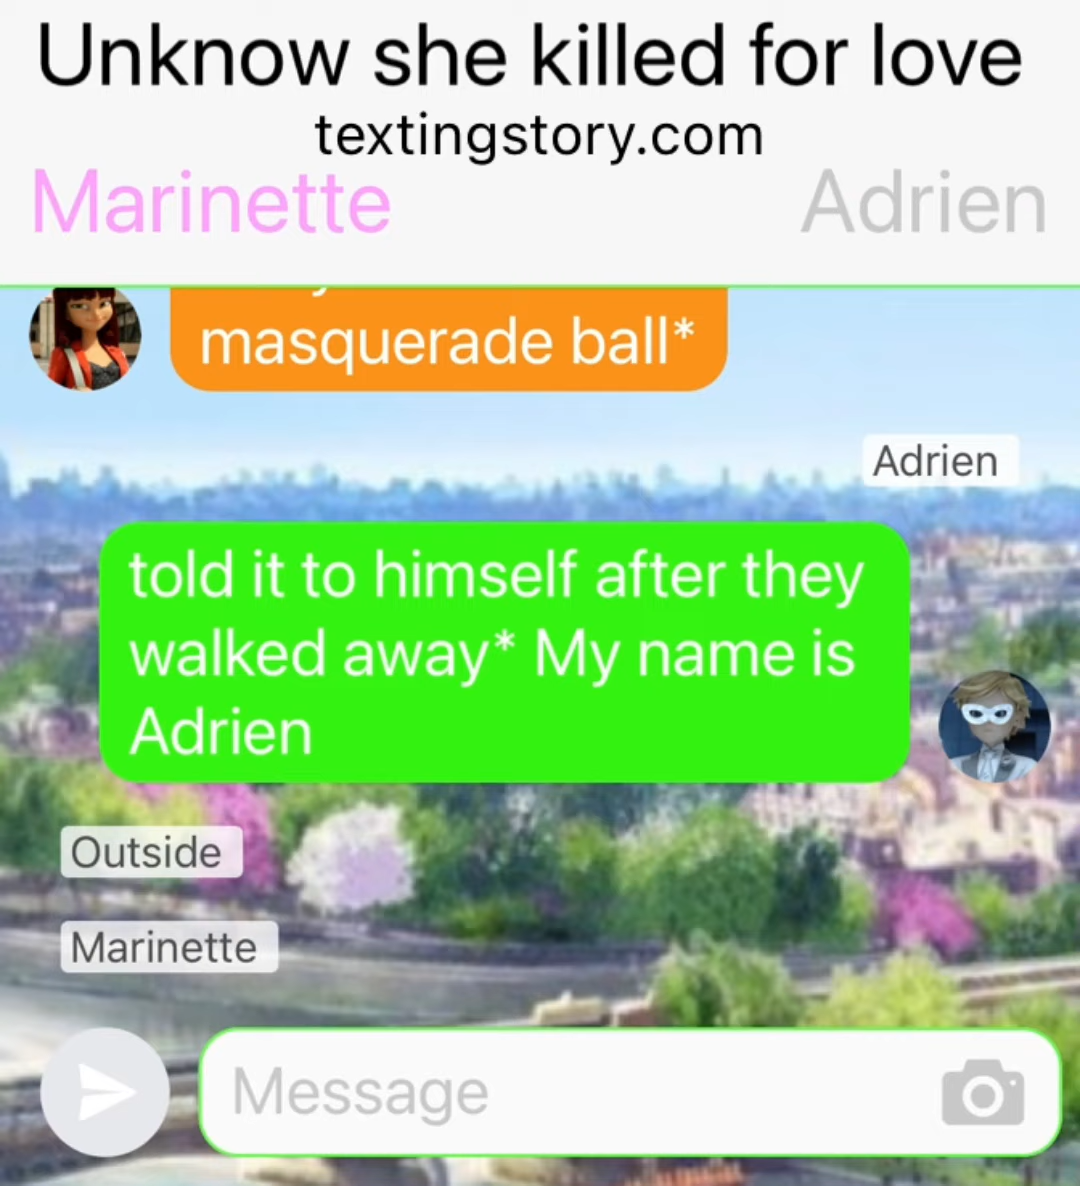 Unknow she killed for love
textingstory.com
Marinette Adrien
masquerade ball*
Adrien
told it to himself after they
walked away* My name is
Adrien
Outside
Marinette
Message